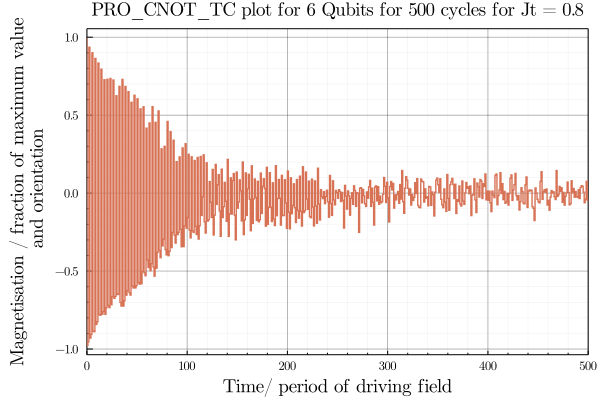 PRO_CNOT_TC plot for 6 Qubits for 500 cycles for Jt = 0.8
Magnetisation / fraction of maximum value
and orientation
1.0
0.5
0.0
−0.5
−1.0
0 100 200 300 400 500
Time/ period of driving field